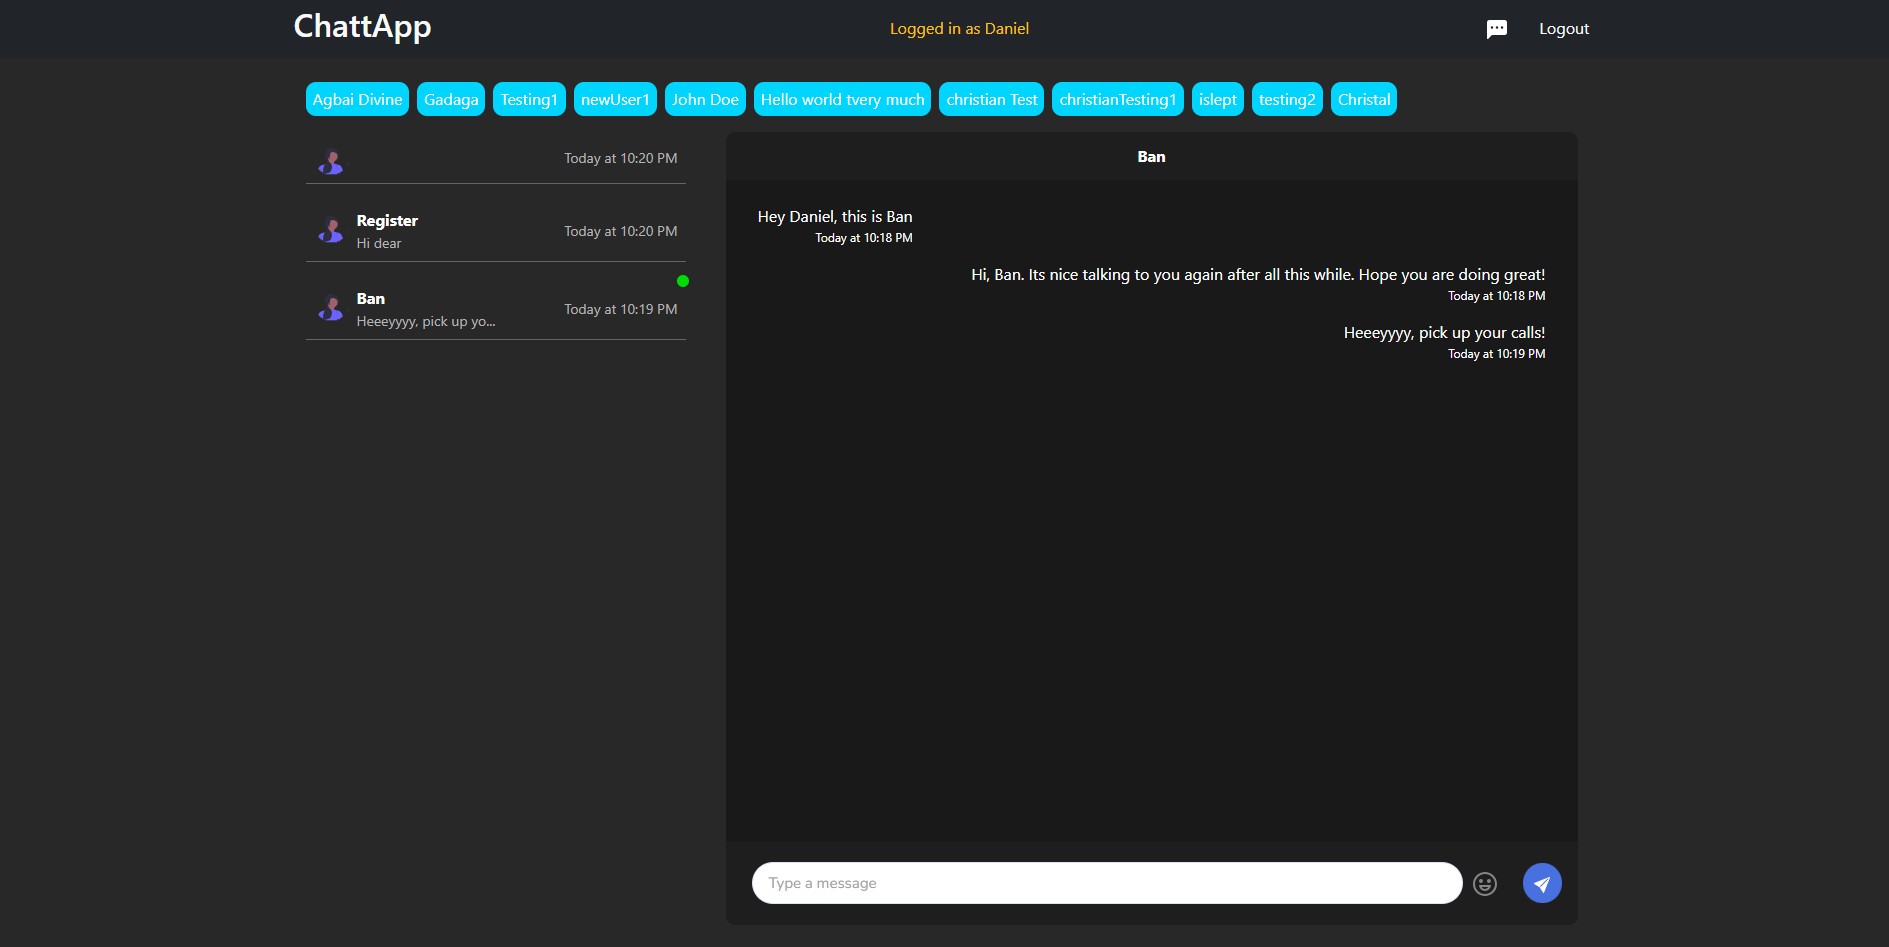 ChattApp
Logged in as Daniel
Logout
Agbai Divine
Gadaga
Testing1
newUser1
John Doe
Hello world tvery much
christian Test
christianTesting1
islept
testing2
Christal
Today at 10:20 PM
Register
Hi dear
Today at 10:20 PM
Ban
Heeeyyyy, pick up yo...
Today at 10:19 PM
Ban
Hey Daniel, this is Ban
Today at 10:18 PM
Hi, Ban. Its nice talking to you again after all this while. Hope you are doing great!
Today at 10:18 PM
Heeeyyyy, pick up your calls!
Today at 10:19 PM
Type a message